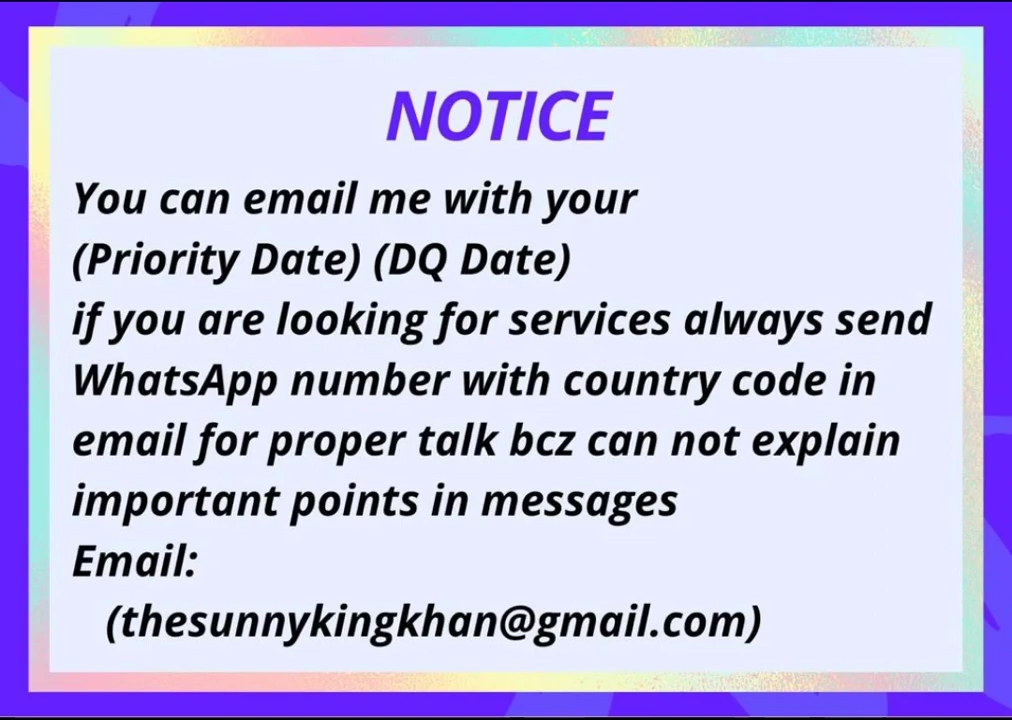 NOTICE
You can email me with your
(Priority Date) (DQ Date)
if you are looking for services always send
WhatsApp number with country code in
email for proper talk bcz can not explain
important points in messages
Email:
(thesunnykingkhan@gmail.com)